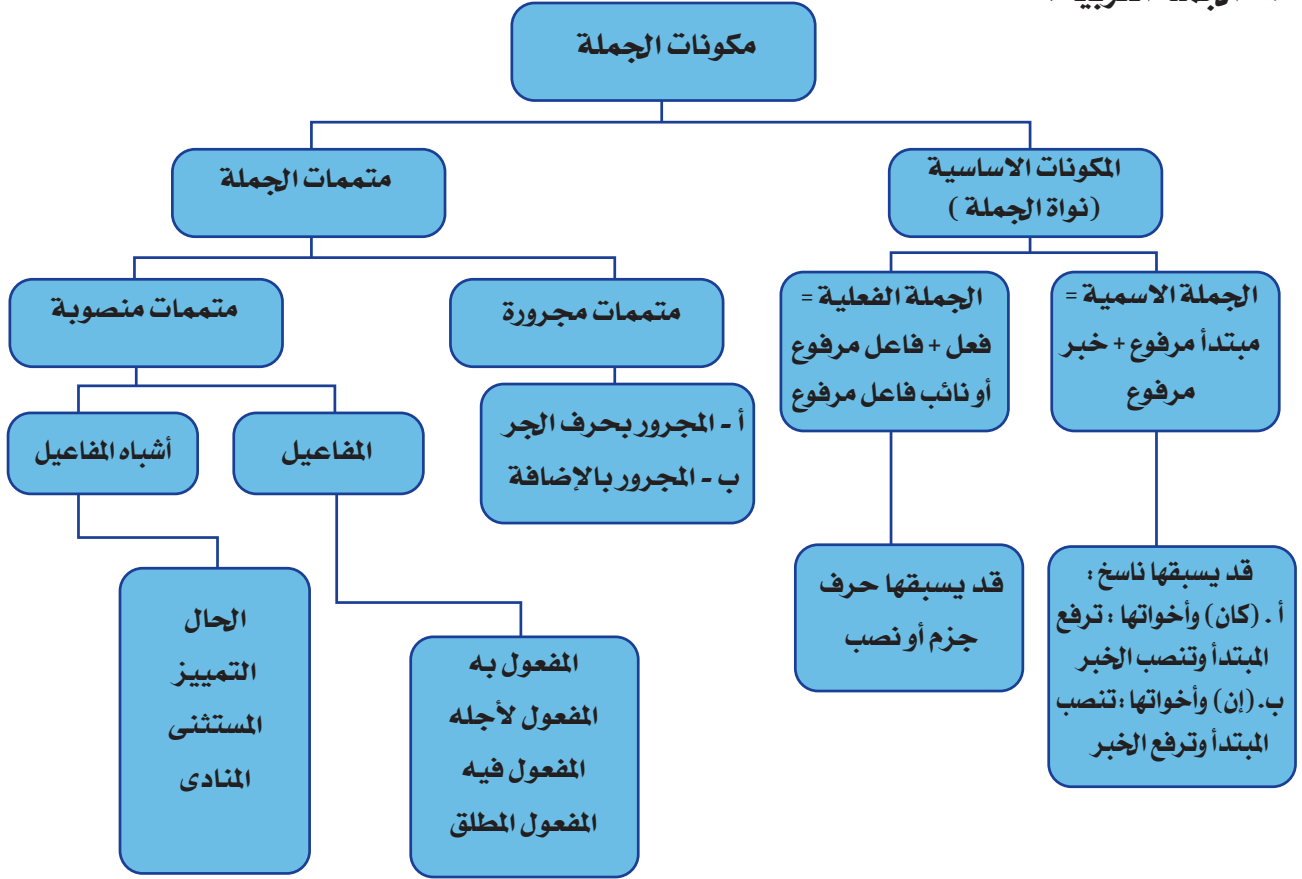 مكونات الجملة
المكونات الاساسية
(نواة الجملة )
متممات الجملة
الجملة الاسمية =
مبتدأ مرفوع + خبر
مرفوع
الجملة الفعلية =
فعل + فاعل مرفوع
أو نائب فاعل مرفوع
متممات مجرورة
متممات منصوبة
أ - المجرور بحرف الجر
ب - المجرور بالإضافة
المفاعيل
أشباه المفاعيل
قد يسبقها ناسخ :
أ . (كان) وأخواتها : ترفع
المبتدأ وتنصب الخبر
ب. (إن) وأخواتها : تنصب
المبتدأ وترفع الخبر
قد يسبقها حرف
جزم أو نصب
المفعول به
المفعول لأجله
المفعول فيه
المفعول المطلق
الحال
التمييز
المستثنى
المنادى